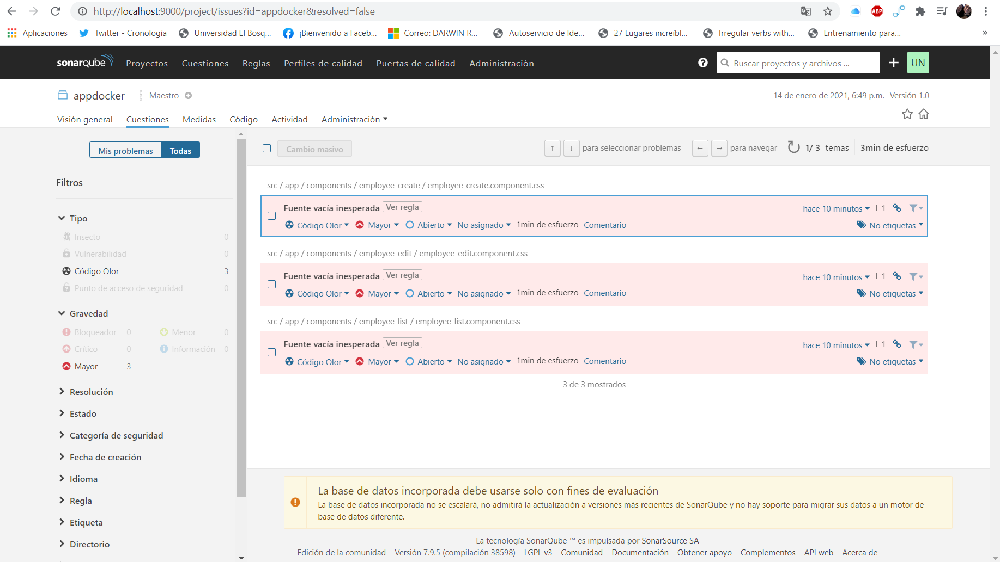 http://localhost:9000/project/issues?id=appdocker&resolved=false
ABP
Aplicaciones Twitter - Cronología Universidad El Bosq... ¡Bienvenido a Faceb... Correo: DARWIN R... Autoservicio de Ide... 27 Lugares increíbl... Irregular verbs with... Entrenamiento para... »
sonarqube Proyectos Cuestiones Reglas Perfiles de calidad Puertas de calidad Administración ? Buscar proyectos y archivos ... + UN
appdocker Maestro 14 de enero de 2021, 6:49 p.m. Versión 1.0
Visión general Cuestiones Medidas Código Actividad Administración
Mis problemas Todas
Cambio masivo ↑ ↓ para seleccionar problemas ← → para navegar 1/ 3 temas 3min de esfuerzo
Filtros
Tipo
Insecto 0
Vulnerabilidad 0
Código Olor 3
Punto de acceso de seguridad 0
Gravedad
Bloqueador 0 Menor 0
Crítico 0 Información 0
Mayor 3
Resolución
Estado
Categoría de seguridad
Fecha de creación
Idioma
Regla
Etiqueta
Directorio
src / app / components / employee-create / employee-create.component.css
Fuente vacía inesperada Ver regla hace 10 minutos L 1
Código Olor Mayor Abierto No asignado 1min de esfuerzo Comentario No etiquetas
src / app / components / employee-edit / employee-edit.component.css
Fuente vacía inesperada Ver regla hace 10 minutos L 1
Código Olor Mayor Abierto No asignado 1min de esfuerzo Comentario No etiquetas
src / app / components / employee-list / employee-list.component.css
Fuente vacía inesperada Ver regla hace 10 minutos L 1
Código Olor Mayor Abierto No asignado 1min de esfuerzo Comentario No etiquetas
3 de 3 mostrados
La base de datos incorporada debe usarse solo con fines de evaluación
La base de datos incorporada no se escalará, no admitirá la actualización a versiones más recientes de SonarQube y no hay soporte para migrar sus datos a un motor de
base de datos diferente.
La tecnología SonarQube ™ es impulsada por SonarSource SA
Edición de la comunidad - Versión 7.9.5 (compilación 38598) - LGPL v3 - Comunidad - Documentación - Obtener apoyo - Complementos - API web - Acerca de